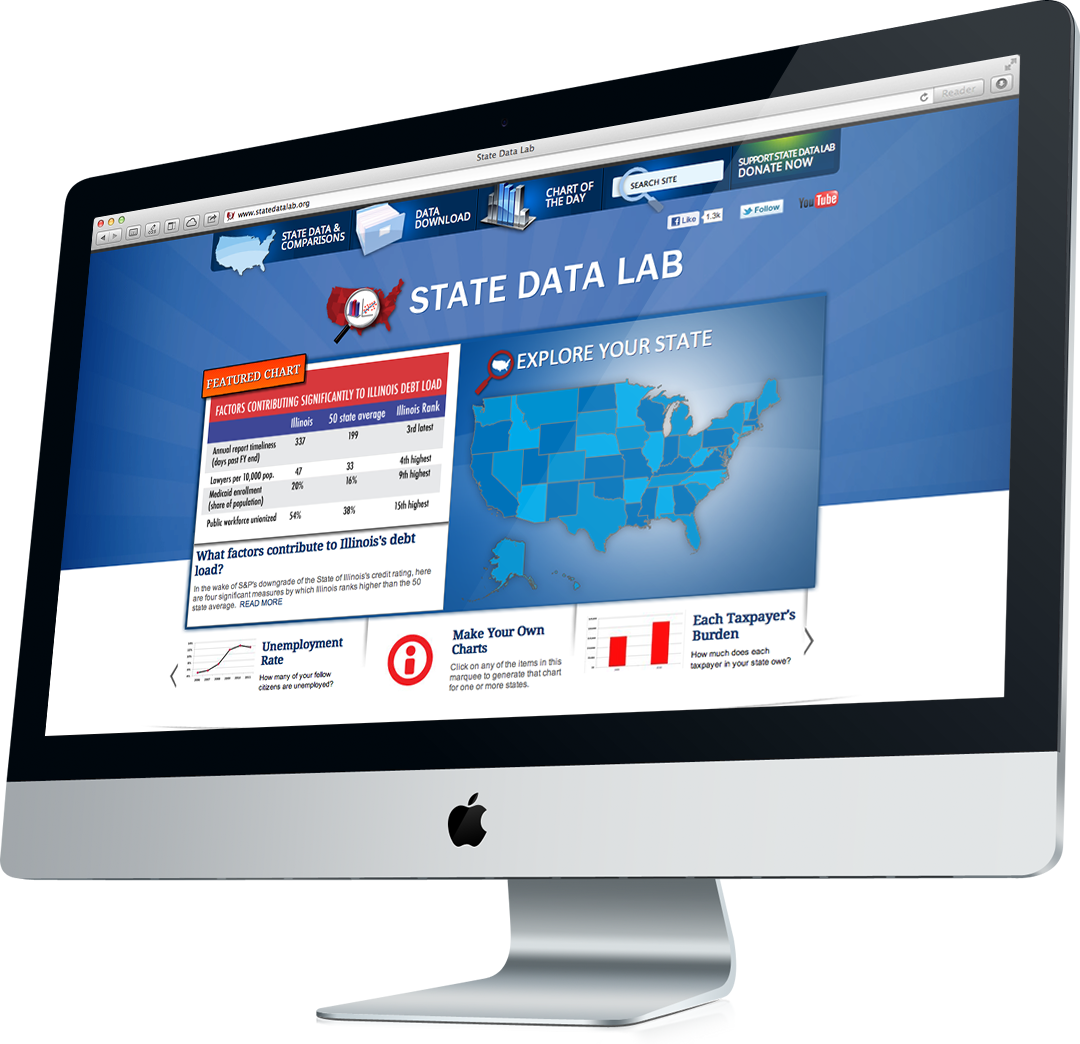 State Data Lab
Reader
www.statedatalab.org
STATE DATA &
COMPARISONS
DATA
DOWNLOAD
CHART OF
THE DAY
SEARCH SITE
SUPPORT STATE DATA LAB
DONATE NOW
Like 1.3k
Follow
YouTube
STATE DATA LAB
FEATURED CHART
FACTORS CONTRIBUTING SIGNIFICANTLY TO ILLINOIS DEBT LOAD
Illinois 50 state average Illinois Rank
Annual report timeliness
(days past FY end) 337 199 3rd latest
Lawyers per 10,000 pop. 47 33 4th highest
Medicaid enrollment
(share of population) 20% 16% 9th highest
Public workforce unionized 54% 38% 15th highest
What factors contribute to Illinois's debt
load?
In the wake of S&P's downgrade of the State of Illinois's credit rating, here
are four significant measures by which Illinois ranks higher than the 50
state average. READ MORE
EXPLORE YOUR STATE
Unemployment
Rate
How many of your fellow
citizens are unemployed?
Make Your Own
Charts
Click on any of the items in this
marquee to generate that chart
for one or more states.
Each Taxpayer's
Burden
How much does each
taxpayer in your state owe?